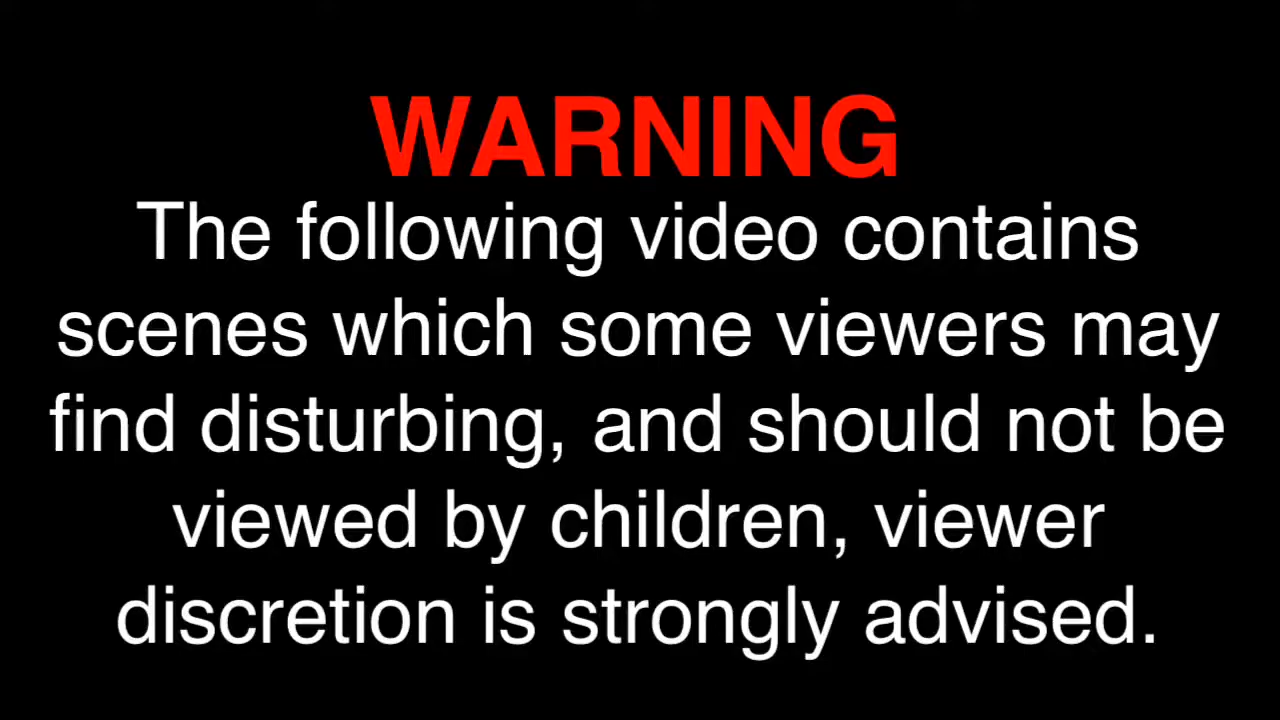 WARNING
The following video contains
scenes which some viewers may
find disturbing, and should not be
viewed by children, viewer
discretion is strongly advised.